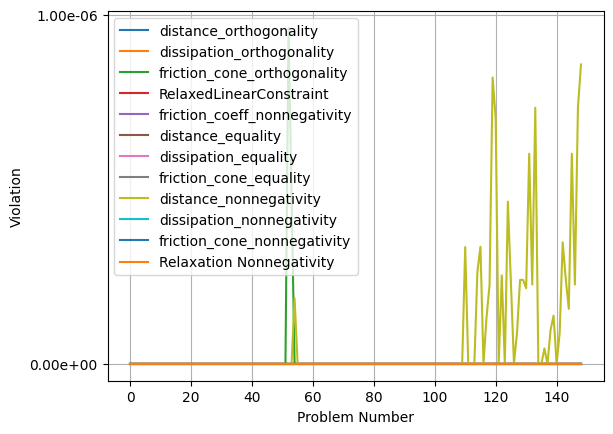 1.00e-06
distance_orthogonality
dissipation_orthogonality
friction_cone_orthogonality
RelaxedLinearConstraint
friction_coeff_nonnegativity
distance_equality
dissipation_equality
friction_cone_equality
distance_nonnegativity
dissipation_nonnegativity
friction_cone_nonnegativity
Relaxation Nonnegativity
Violation
0.00e+00
0 20 40 60 80 100 120 140
Problem Number